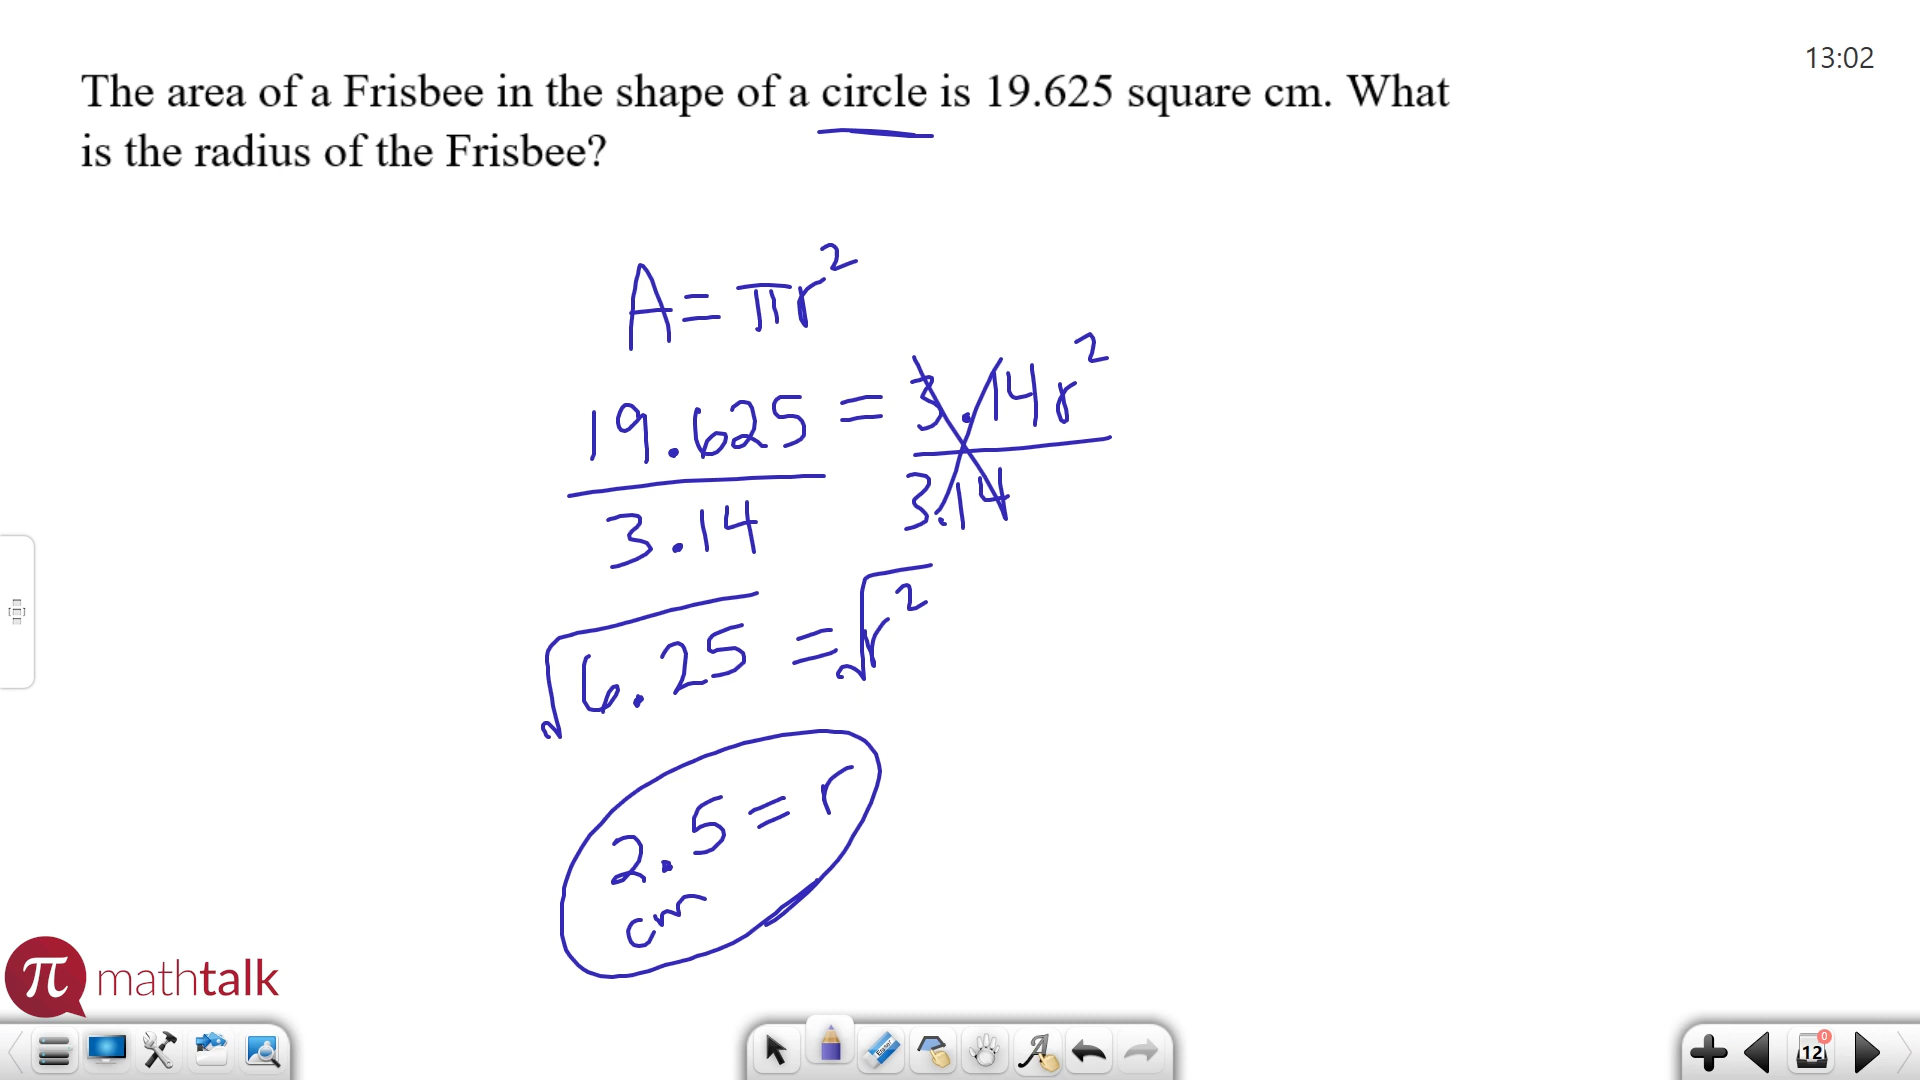 13:02
The area of a Frisbee in the shape of a circle is 19.625 square cm. What
is the radius of the Frisbee?
A = πr²
19.625 = 3.14r²
3.14 3.14
√6.25 = √r²
2.5 = r
cm
π mathtalk
Eraser
A
0
12